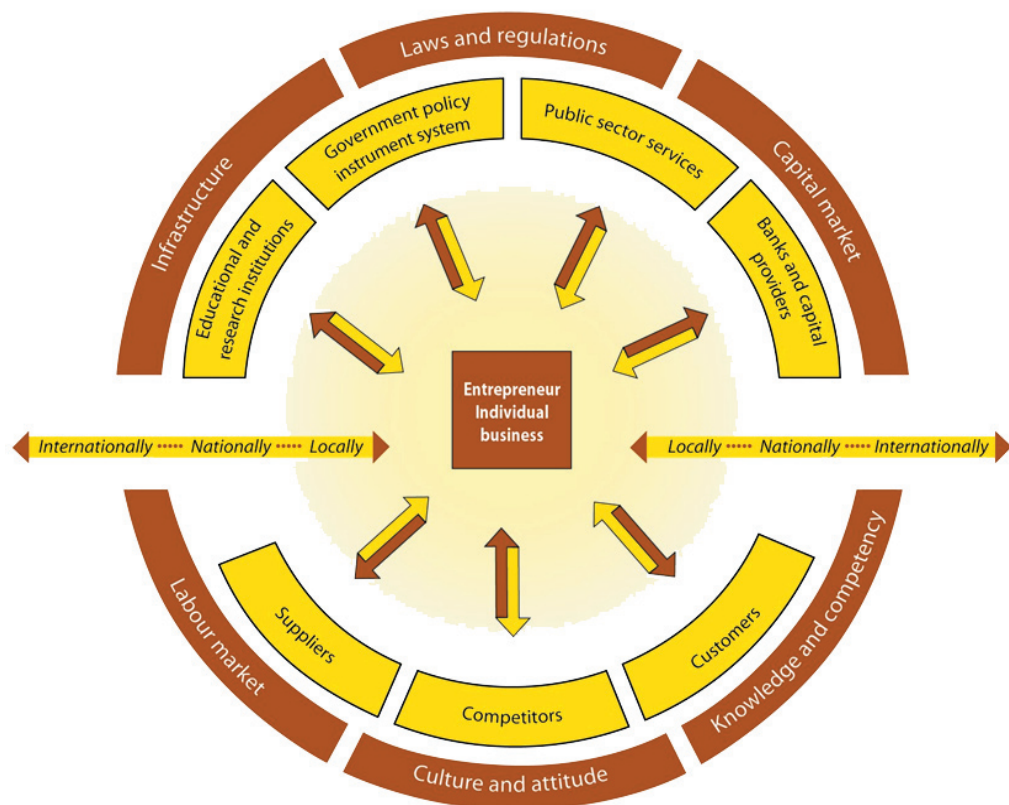 Laws and regulations
Infrastructure
Capital market
Government policy
instrument system
Public sector services
Educational and
research institutions
Banks and capital
providers
Entrepreneur
Individual
business
Internationally ····· Nationally ····· Locally
Locally ····· Nationally ····· Internationally
Labour market
Suppliers
Competitors
Customers
Knowledge and competency
Culture and attitude